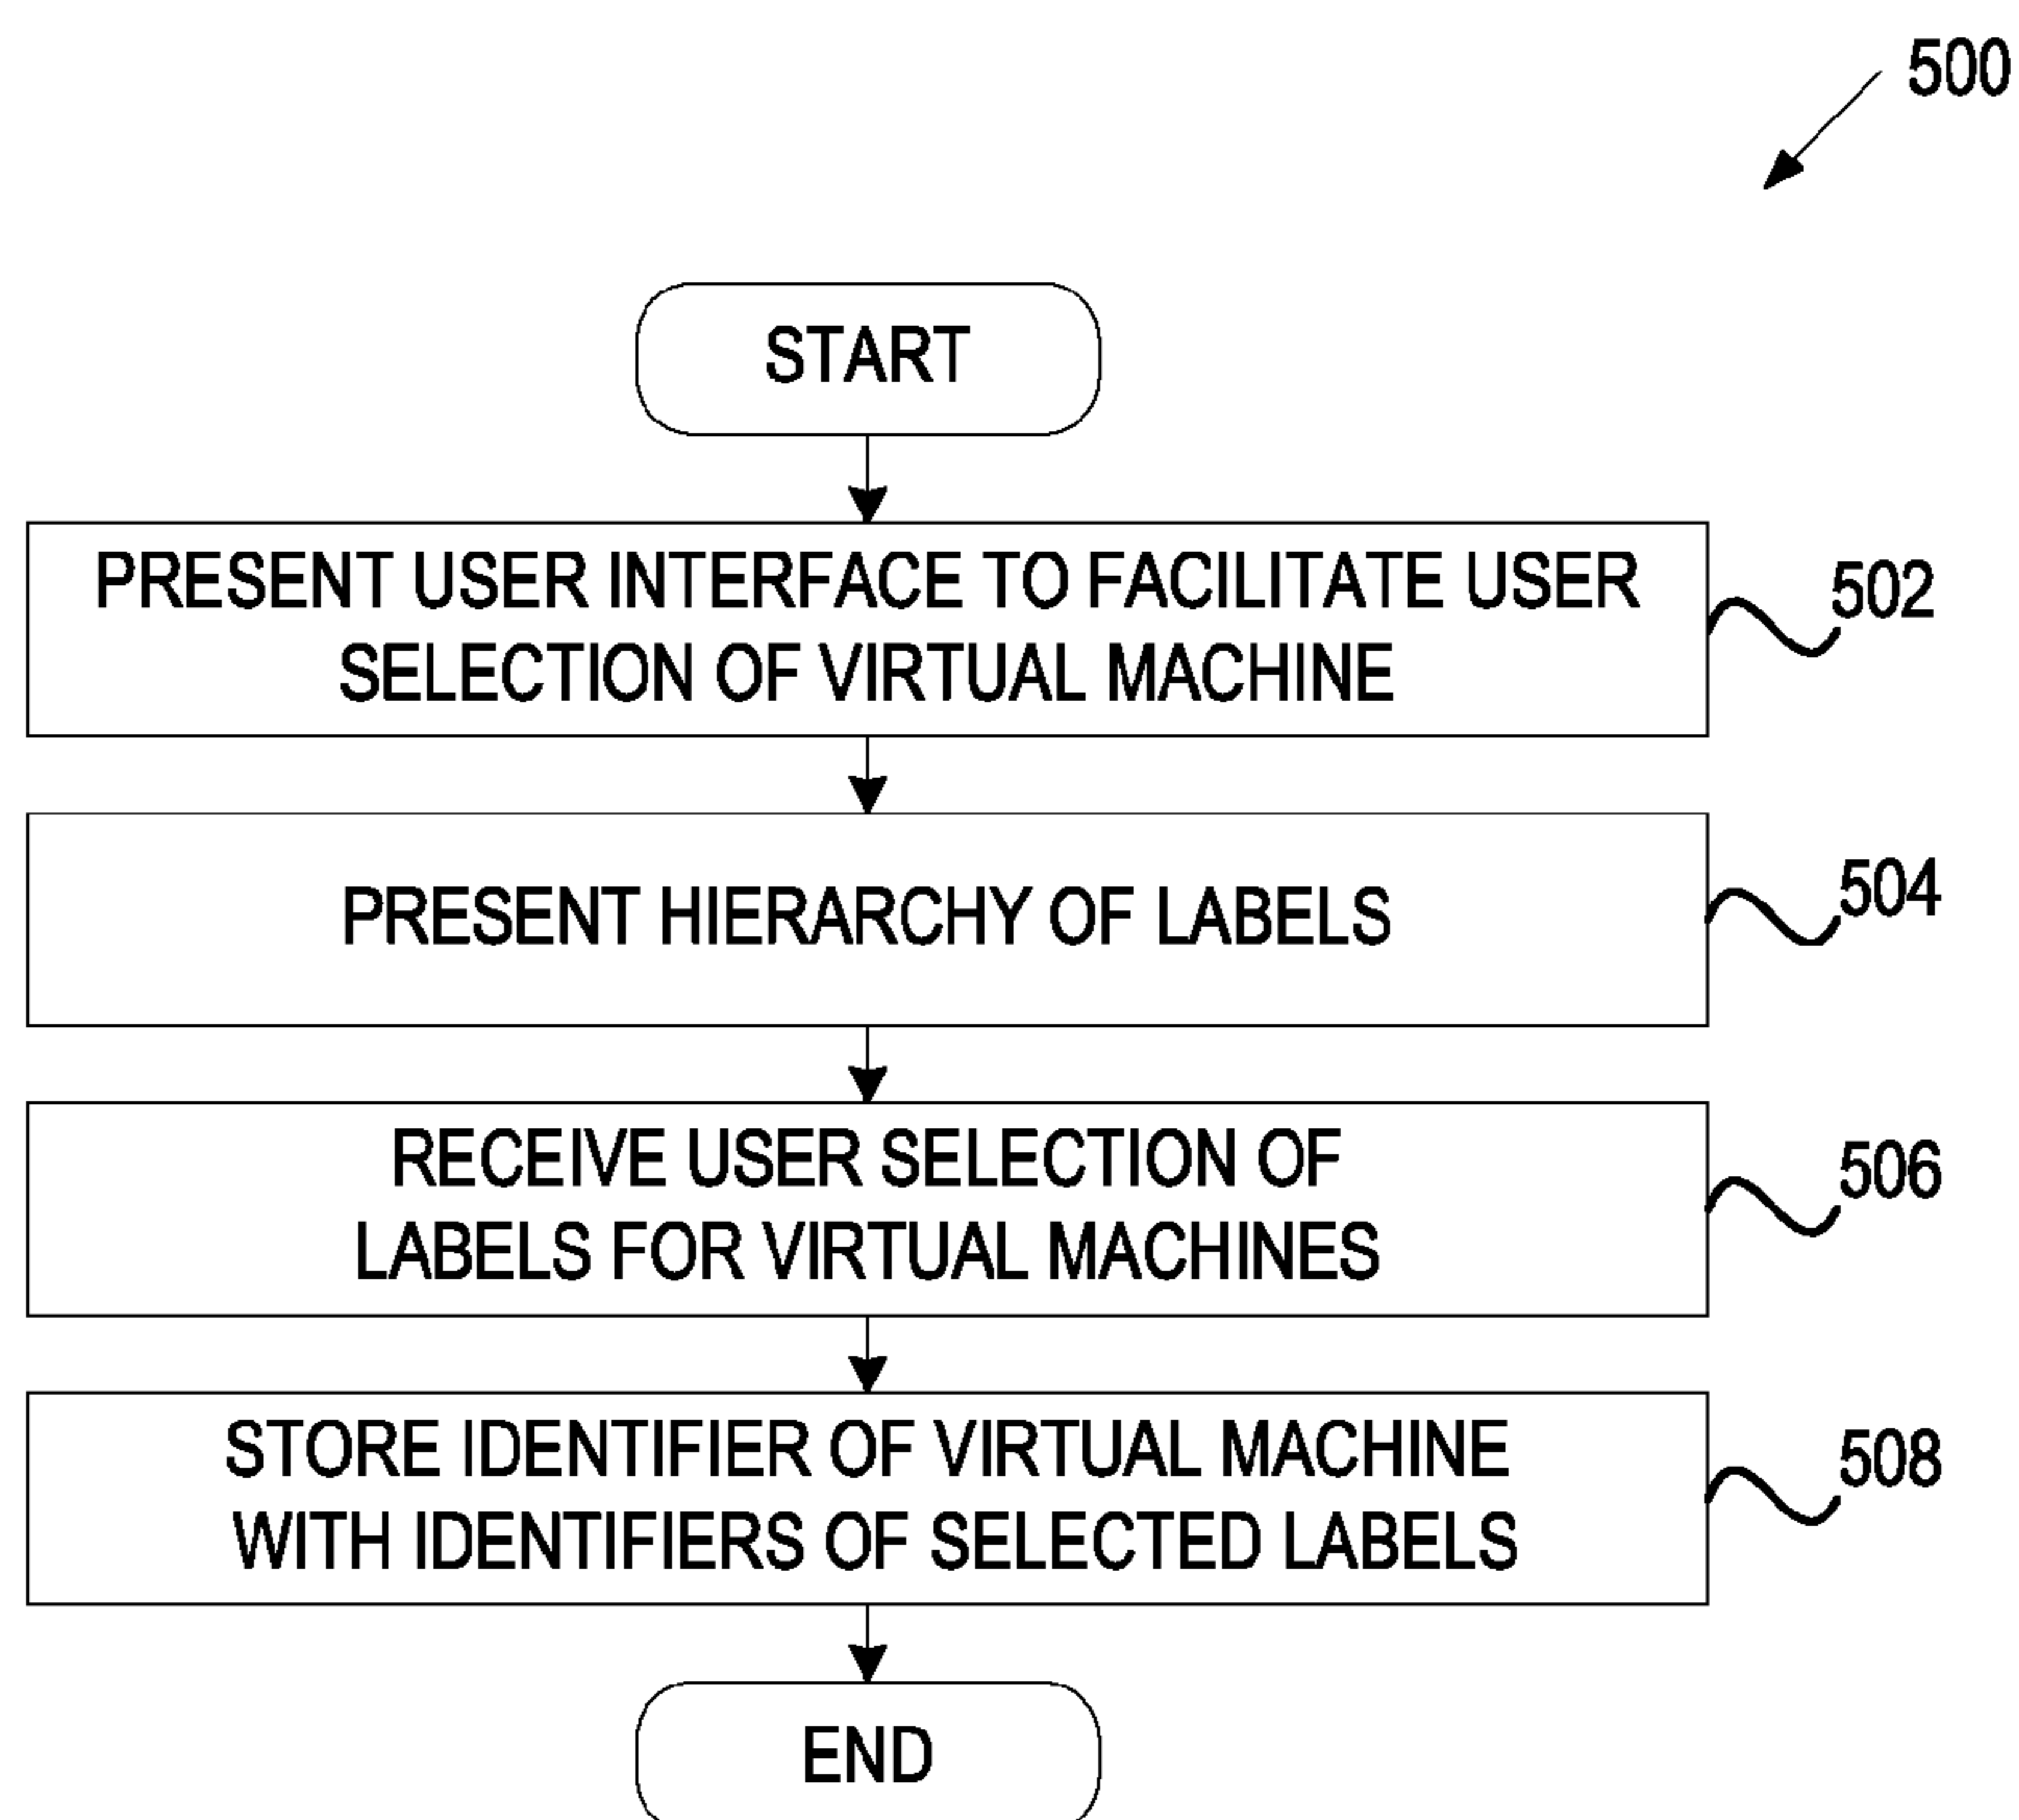 500
START
PRESENT USER INTERFACE TO FACILITATE USER
SELECTION OF VIRTUAL MACHINE
502
PRESENT HIERARCHY OF LABELS
504
RECEIVE USER SELECTION OF
LABELS FOR VIRTUAL MACHINES
506
STORE IDENTIFIER OF VIRTUAL MACHINE
WITH IDENTIFIERS OF SELECTED LABELS
508
END